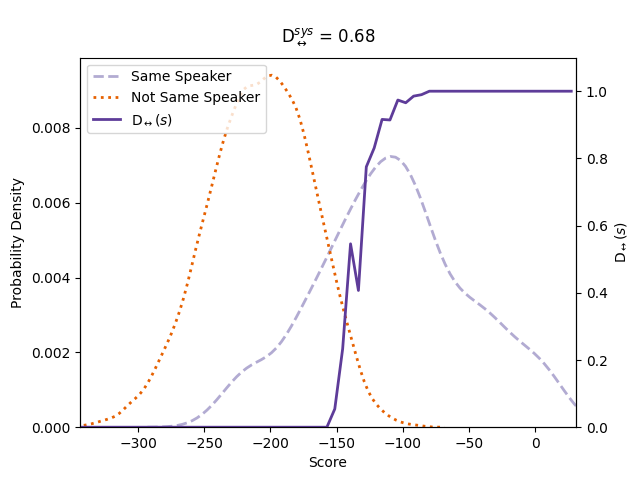 D↔^sys = 0.68
Same Speaker
Not Same Speaker
D↔(s)
Probability Density
0.008
0.006
0.004
0.002
0.000
1.0
0.8
0.6
0.4
0.2
0.0
D↔(s)
−300 −250 −200 −150 −100 −50 0
Score